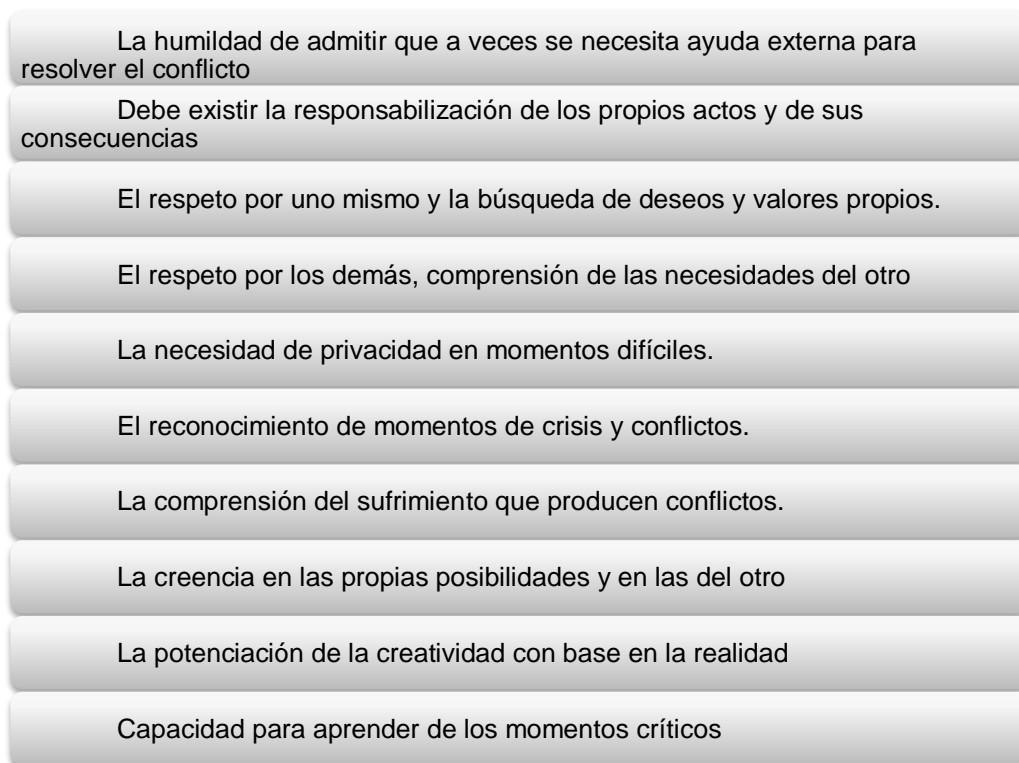 La humildad de admitir que a veces se necesita ayuda externa para
resolver el conflicto
Debe existir la responsabilización de los propios actos y de sus
consecuencias
El respeto por uno mismo y la búsqueda de deseos y valores propios.
El respeto por los demás, comprensión de las necesidades del otro
La necesidad de privacidad en momentos difíciles.
El reconocimiento de momentos de crisis y conflictos.
La comprensión del sufrimiento que producen conflictos.
La creencia en las propias posibilidades y en las del otro
La potenciación de la creatividad con base en la realidad
Capacidad para aprender de los momentos críticos